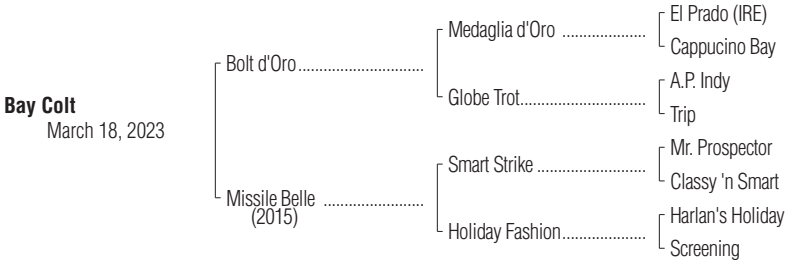 El Prado (IRE)
Medaglia d'Oro ....................
Cappucino Bay
Bolt d'Oro..............................
A.P. Indy
Globe Trot..............................
Trip
Bay Colt
March 18, 2023
Mr. Prospector
Smart Strike ..........................
Classy 'n Smart
Missile Belle ........................
(2015)
Harlan's Holiday
Holiday Fashion....................
Screening